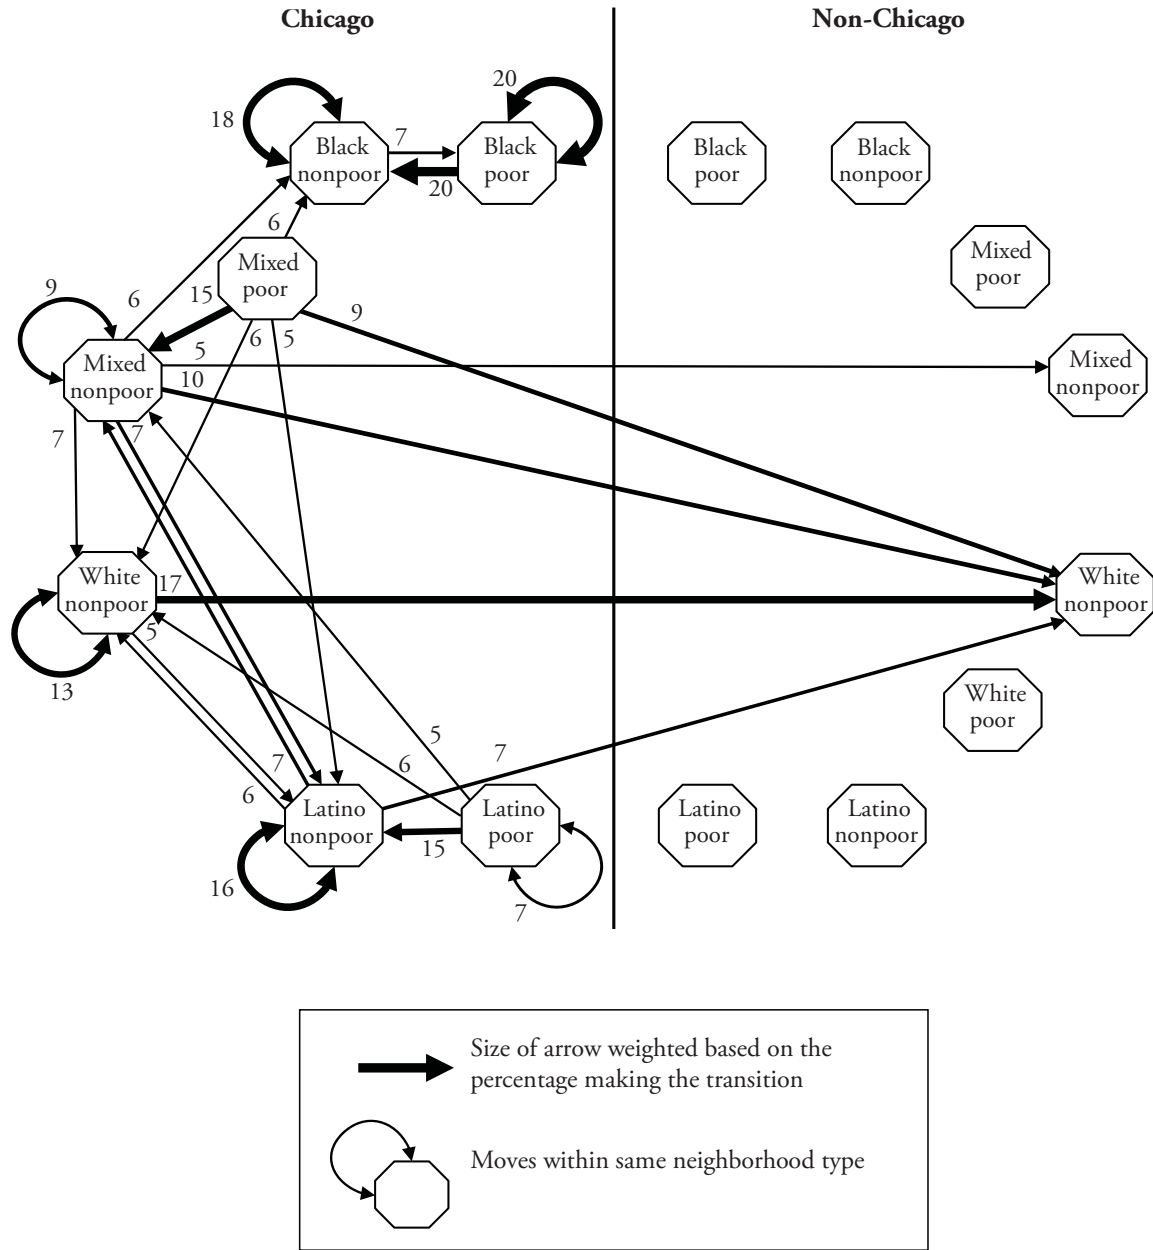 Chicago
Non-Chicago
20
18
Black
nonpoor
7
20
Black
poor
Black
poor
Black
nonpoor
6
Mixed
poor
Mixed
poor
9
6
15
6
5
9
Mixed
nonpoor
5
10
Mixed
nonpoor
7
7
White
nonpoor
17
White
nonpoor
5
13
White
poor
5
6
7
7
6
Latino
nonpoor
Latino
poor
Latino
poor
Latino
nonpoor
15
16
7
Size of arrow weighted based on the
percentage making the transition
Moves within same neighborhood type